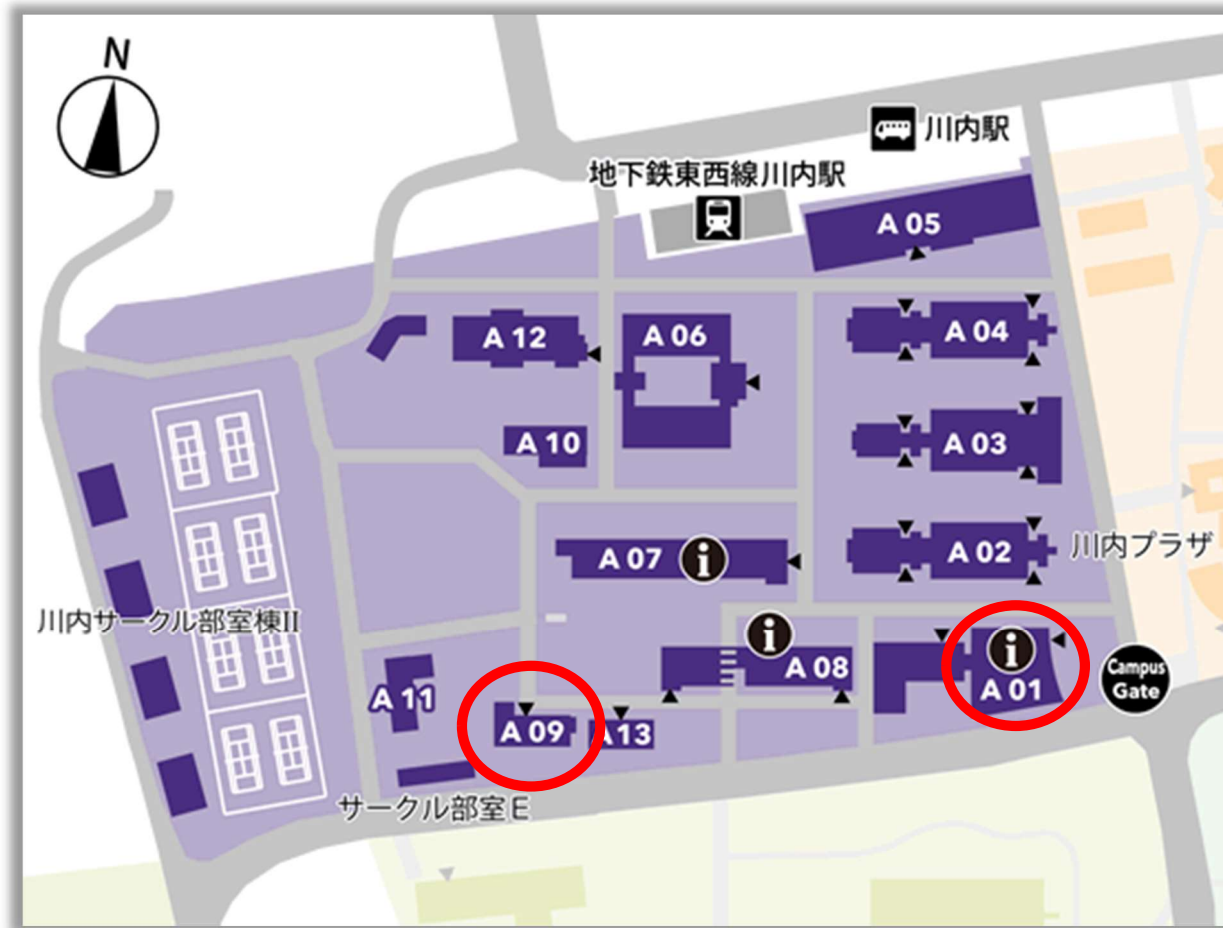 N
川内駅
地下鉄東西線川内駅
A 05
A 12
A 06
A 04
A 10
A 03
A 07
i
A 02
川内プラザ
川内サークル部室棟II
i
A 08
i
A 01
Campus
Gate
A 11
A 09
A 13
サークル部室E